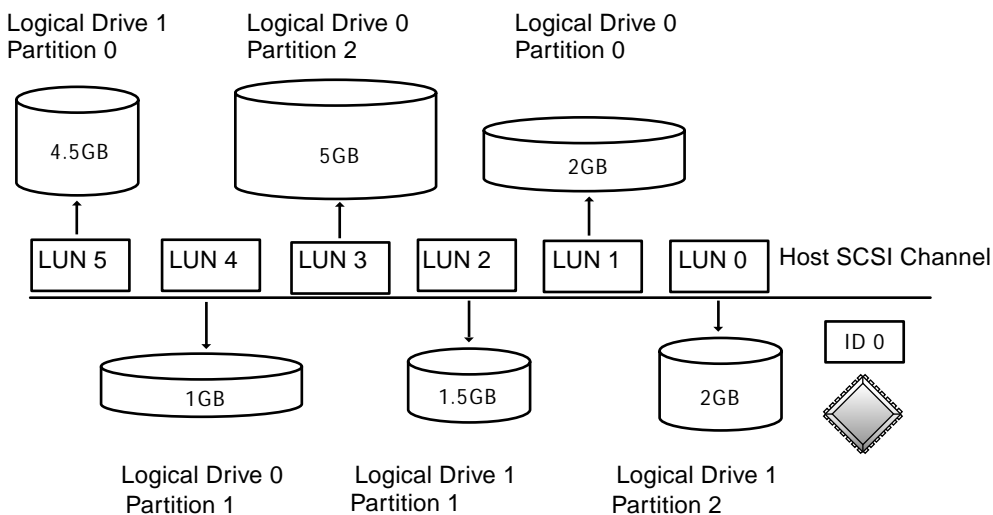 Logical Drive 1
Partition 0
Logical Drive 0
Partition 2
Logical Drive 0
Partition 0
4.5GB
5GB
2GB
LUN 5
LUN 4
LUN 3
LUN 2
LUN 1
LUN 0
Host SCSI Channel
ID 0
1GB
1.5GB
2GB
Logical Drive 0
Partition 1
Logical Drive 1
Partition 1
Logical Drive 1
Partition 2